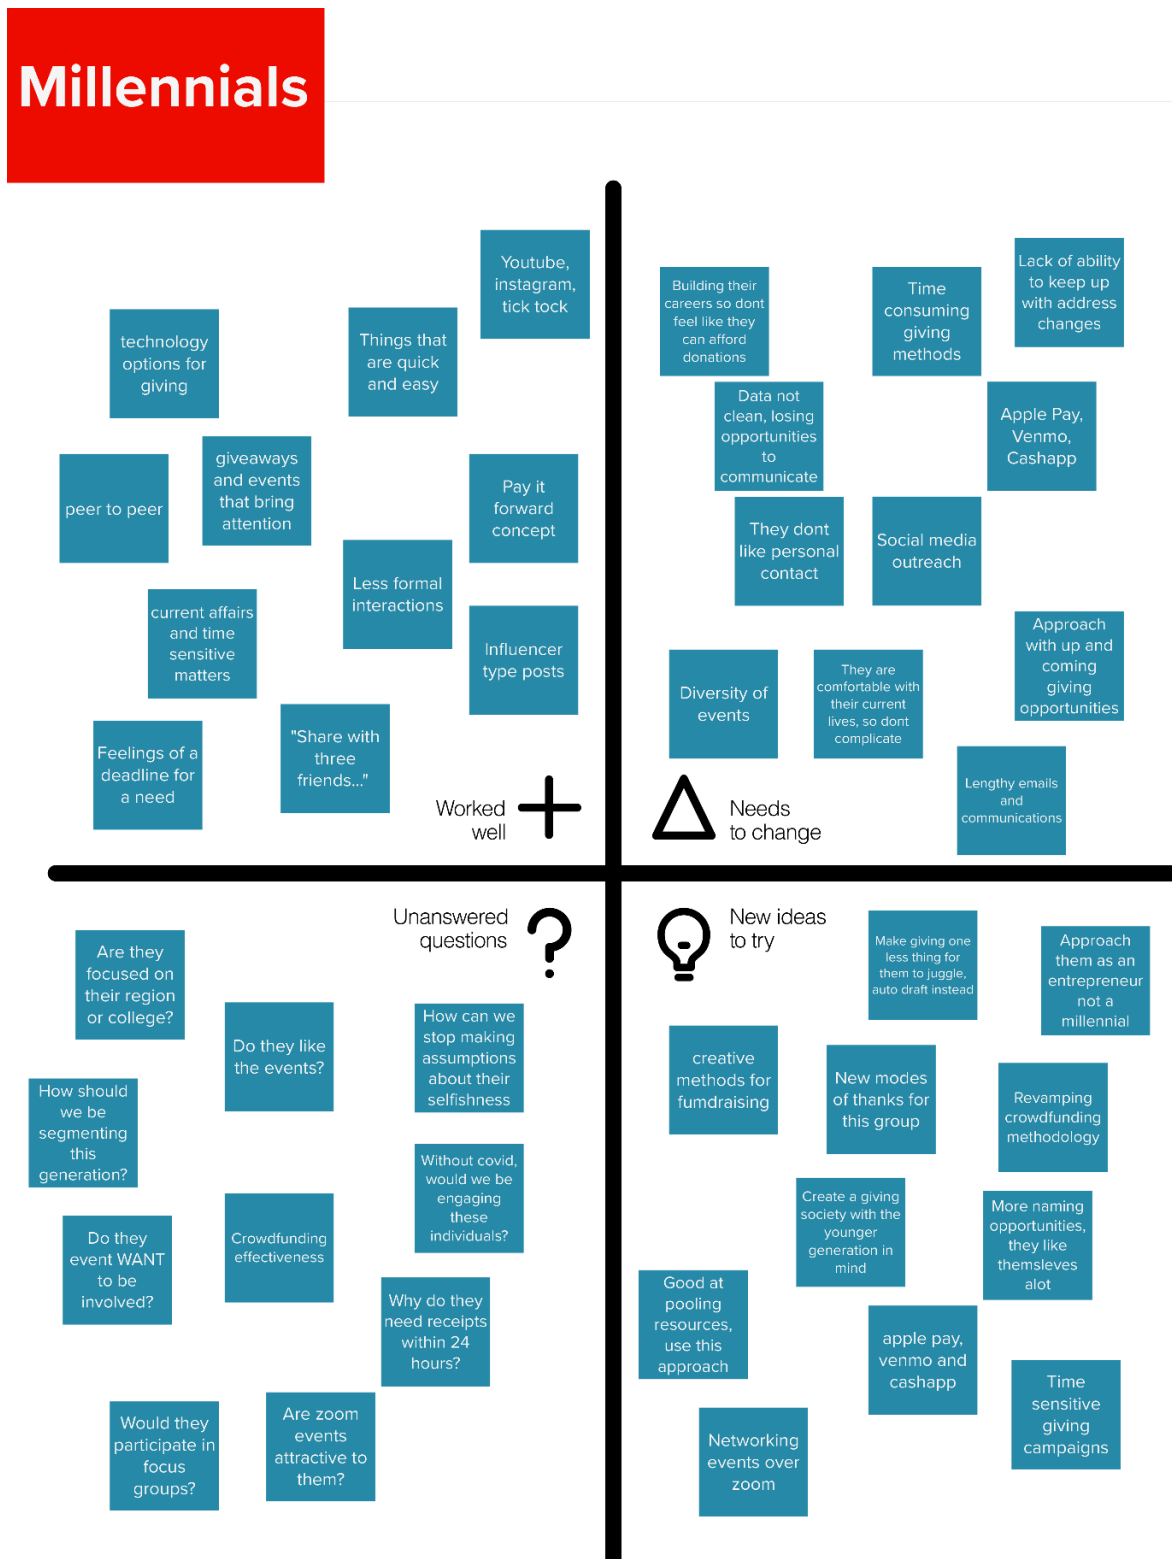 Millennials
Youtube,
instagram,
tick tock
technology
options for
giving
Things that
are quick
and easy
peer to peer
giveaways
and events
that bring
attention
Pay it
forward
concept
Less formal
interactions
current affairs
and time
sensitive
matters
Influencer
type posts
Feelings of a
deadline for
a need
"Share with
three
friends..."
Worked
well
Building their
careers so dont
feel like they
can afford
donations
Time
consuming
giving
methods
Lack of ability
to keep up
with address
changes
Data not
clean, losing
opportunities
to
communicate
Apple Pay,
Venmo,
Cashapp
They dont
like personal
contact
Social media
outreach
Approach
with up and
coming
giving
opportunities
Diversity of
events
They are
comfortable with
their current
lives, so dont
complicate
Lengthy emails
and
communications
Needs
to change
Unanswered
questions
Are they
focused on
their region
or college?
Do they like
the events?
How can we
stop making
assumptions
about their
selfishness
How should
we be
segmenting
this
generation?
Without covid,
would we be
engaging
these
individuals?
Do they
event WANT
to be
involved?
Crowdfunding
effectiveness
Why do they
need receipts
within 24
hours?
Would they
participate in
focus
groups?
Are zoom
events
attractive to
them?
New ideas
to try
Make giving one
less thing for
them to juggle,
auto draft instead
Approach
them as an
entrepreneur
not a
millennial
creative
methods for
fumdraising
New modes
of thanks for
this group
Revamping
crowdfunding
methodology
Create a giving
society with the
younger
generation in
mind
More naming
opportunities,
they like
themsleves
alot
Good at
pooling
resources,
use this
approach
apple pay,
venmo and
cashapp
Time
sensitive
giving
campaigns
Networking
events over
zoom